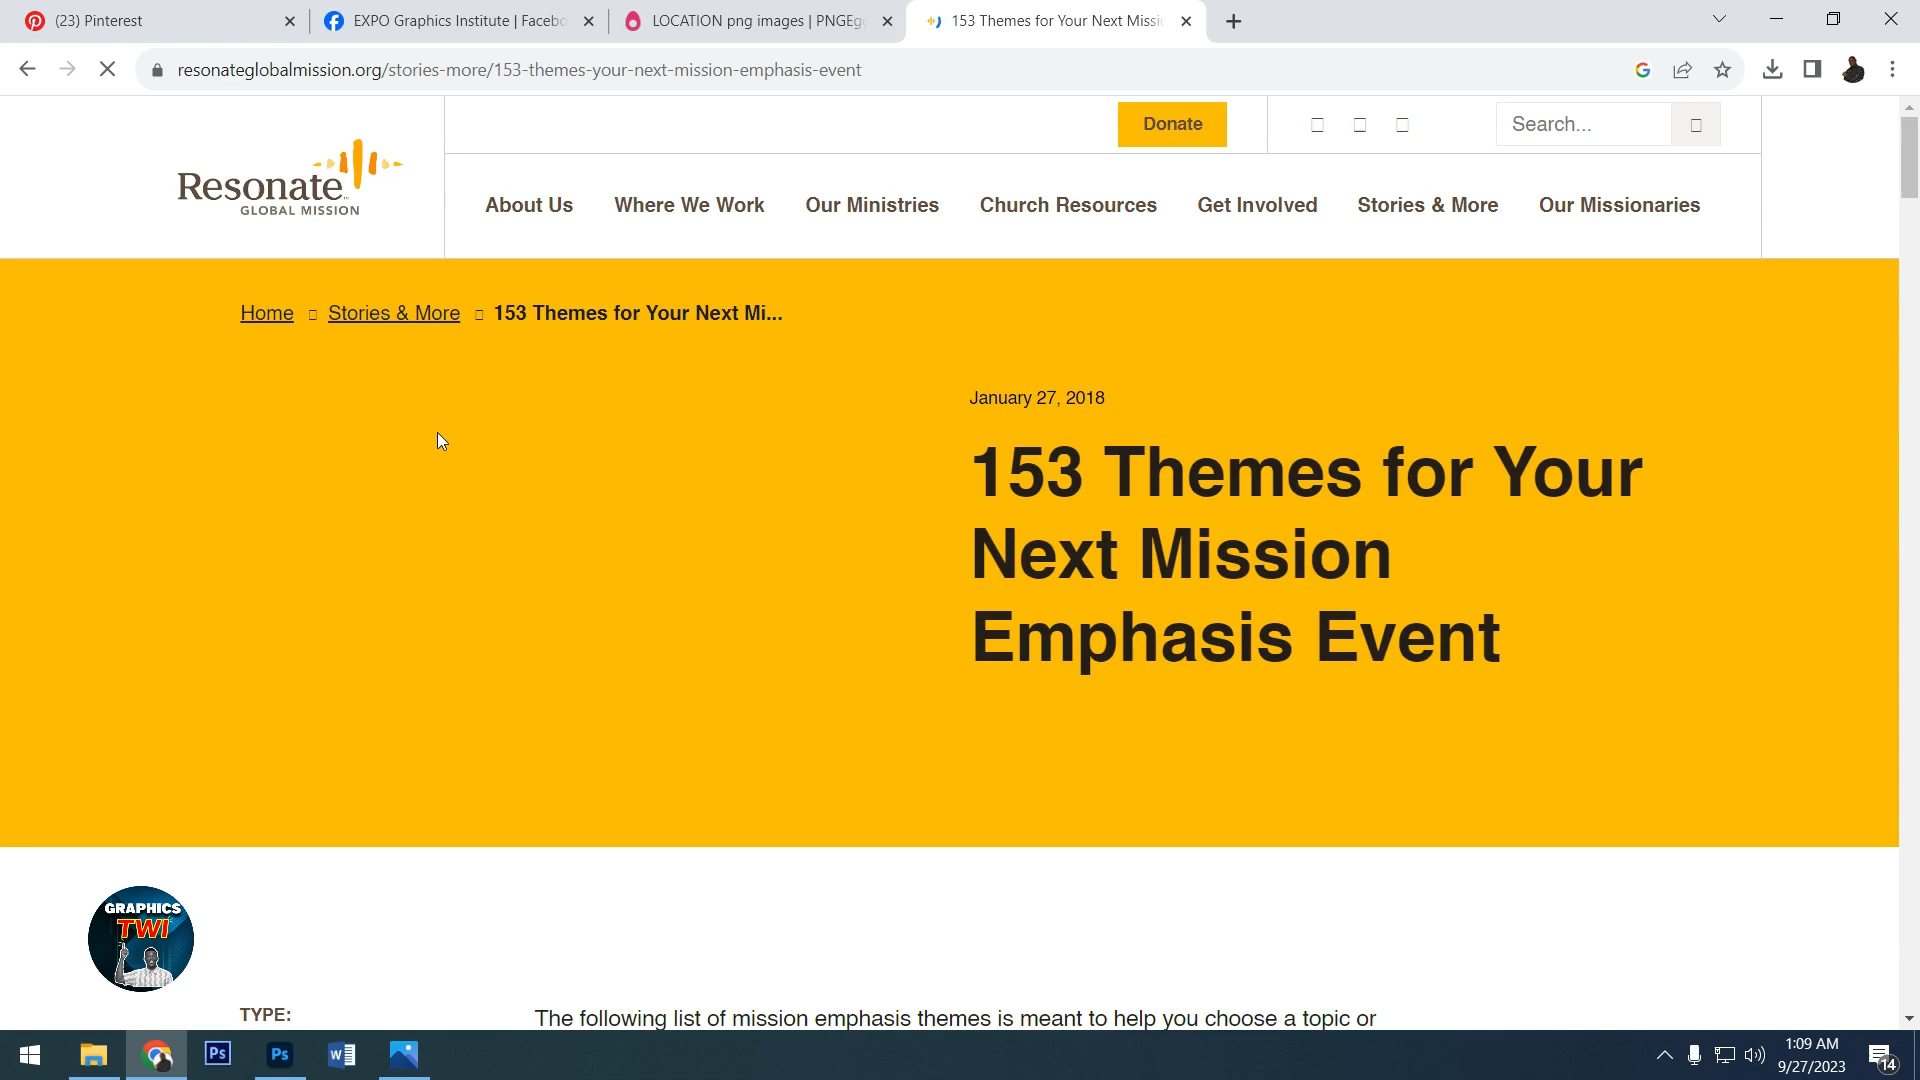 (23) Pinterest
EXPO Graphics Institute | Facebo
LOCATION png images | PNGEgg
153 Themes for Your Next Missi
resonateglobalmission.org/stories-more/153-themes-your-next-mission-emphasis-event
Donate
Search...
Resonate
GLOBAL MISSION
About Us
Where We Work
Our Ministries
Church Resources
Get Involved
Stories & More
Our Missionaries
Home
Stories & More
153 Themes for Your Next Mi...
January 27, 2018
153 Themes for Your
Next Mission
Emphasis Event
GRAPHICS
TWI
TYPE:
The following list of mission emphasis themes is meant to help you choose a topic or
Ps
Ps
W
1:09 AM
9/27/2023
14